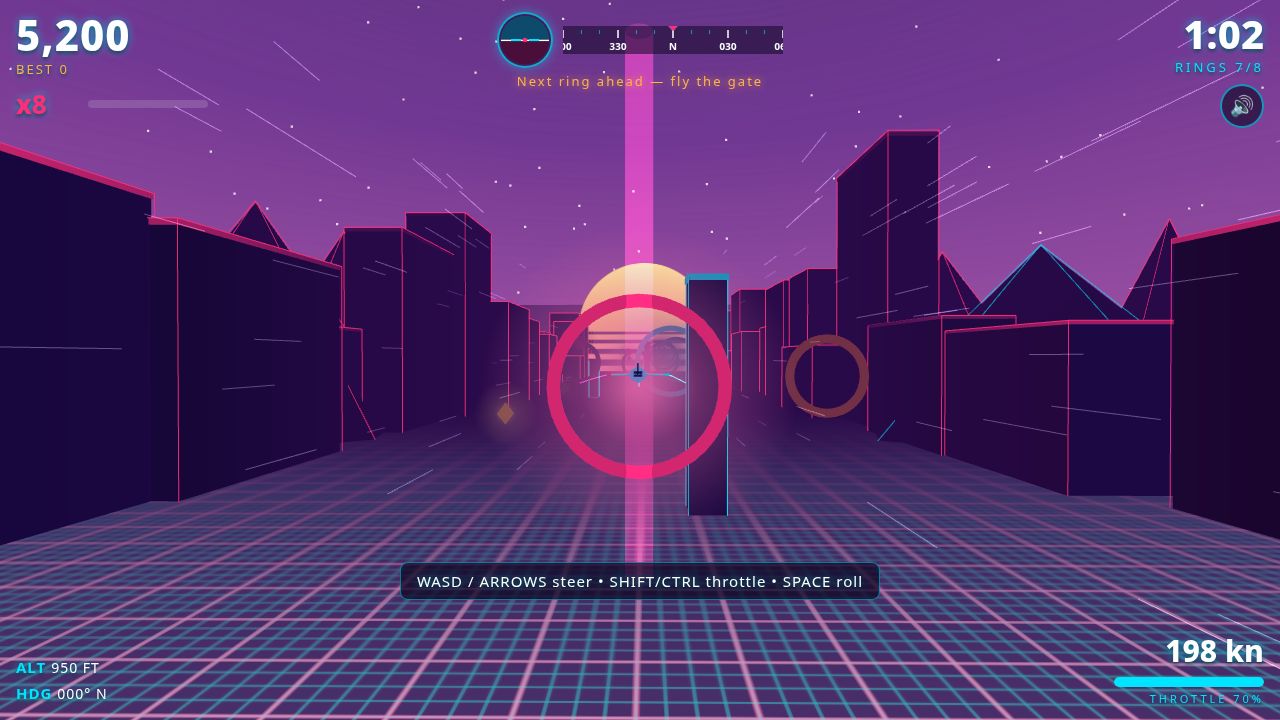 5,200
BEST 0
x8
330 N 030
Next ring ahead — fly the gate
1:02
RINGS 7/8
WASD / ARROWS steer • SHIFT/CTRL throttle • SPACE roll
ALT 950 FT
HDG 000° N
198 kn
THROTTLE 70%